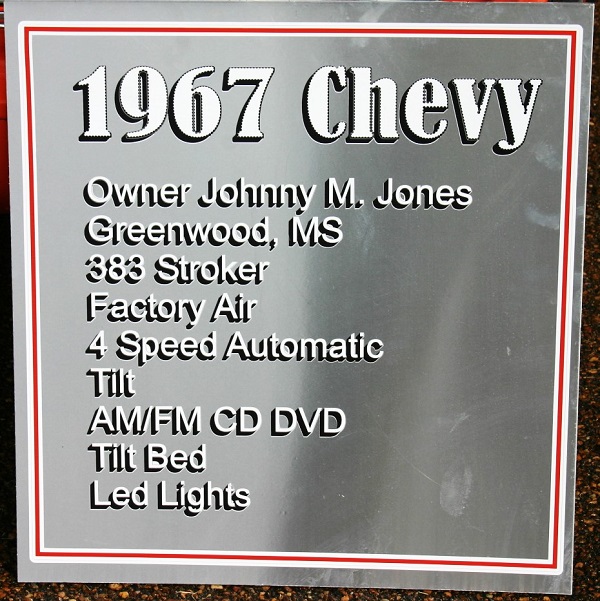 1967 Chevy
Owner Johnny M. Jones
Greenwood, MS
383 Stroker
Factory Air
4 Speed Automatic
Tilt
AM/FM CD DVD
Tilt Bed
Led Lights